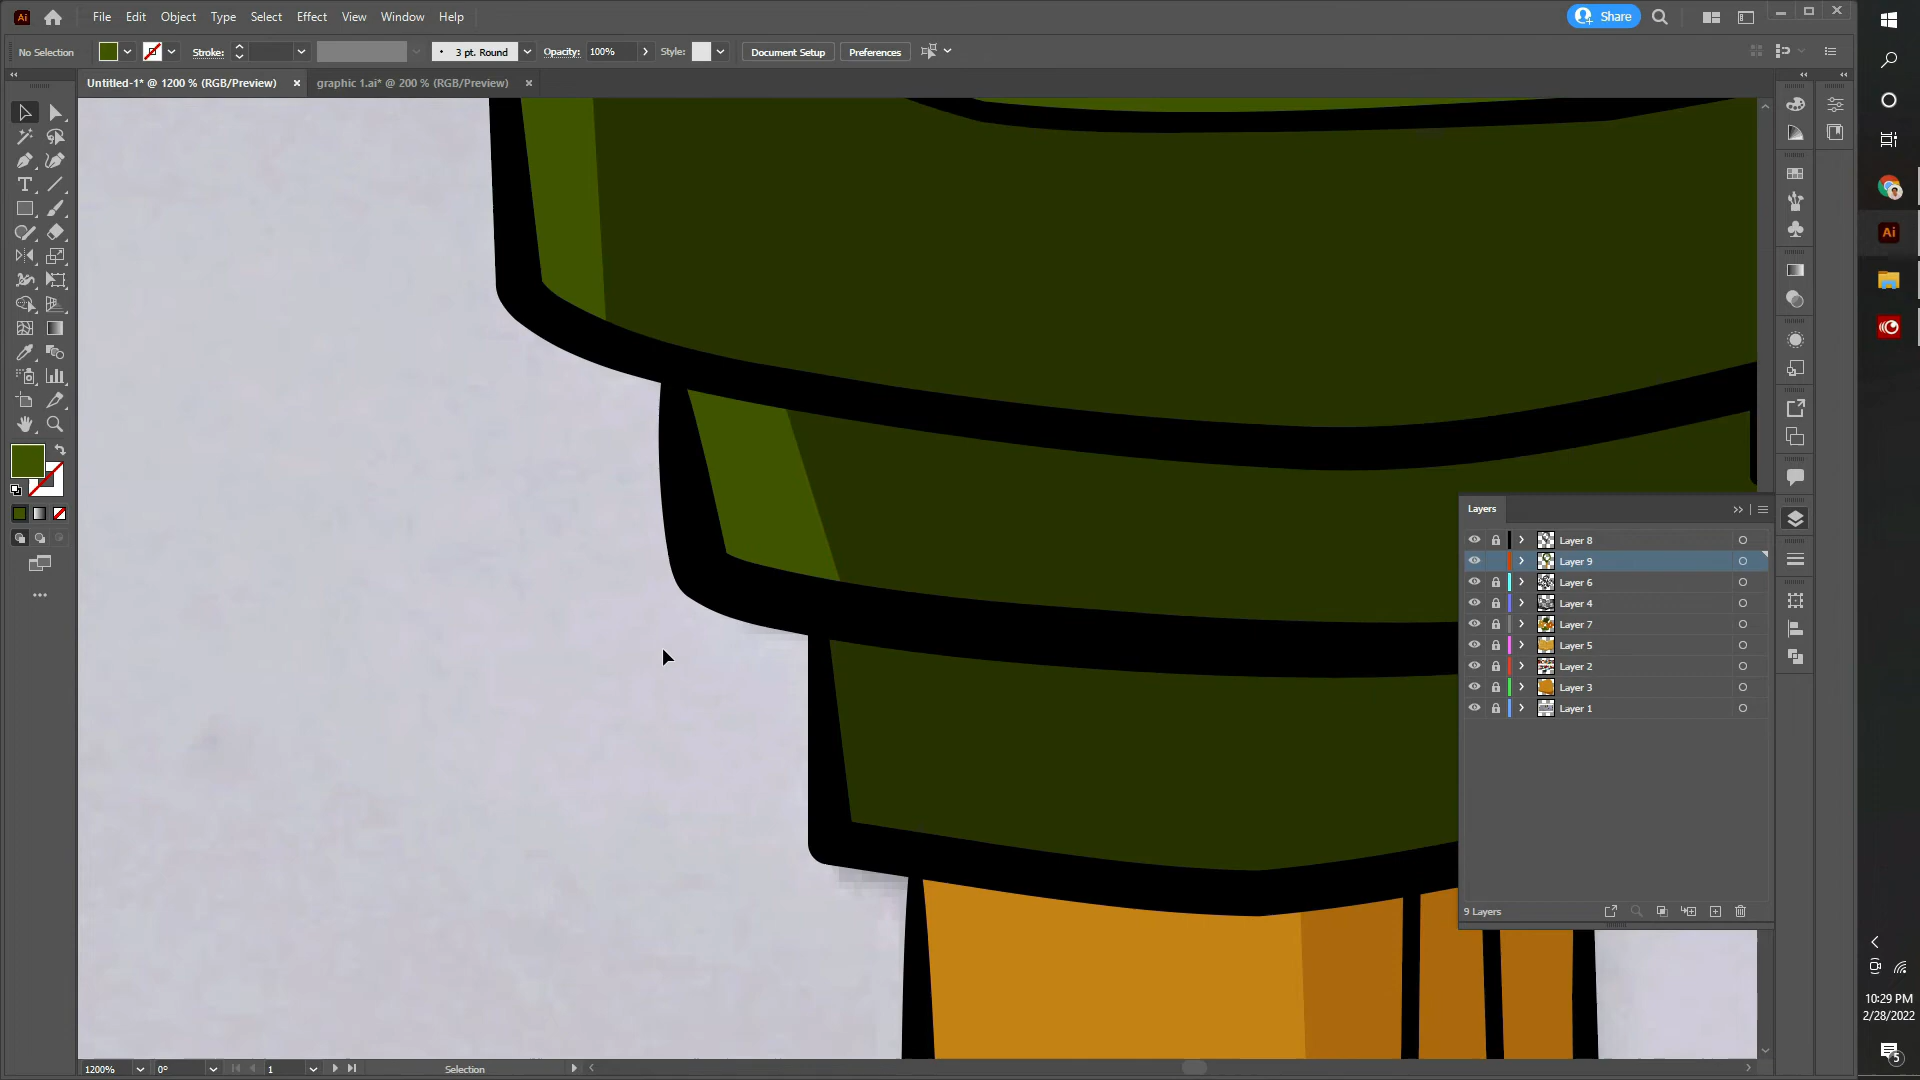 Ai File Edit Object Type Select Effect View Window Help Share
No Selection Stroke: 3 pt. Round Opacity: 100% Style: Document Setup Preferences
Untitled-1* @ 1200 % (RGB/Preview) × graphic 1.ai* @ 200 % (RGB/Preview) ×
Ai
Layers
Layer 8
Layer 9
Layer 6
Layer 4
Layer 7
Layer 5
Layer 2
Layer 3
Layer 1
9 Layers
10:29 PM
2/28/2022
5
1200% 0° 1 Selection